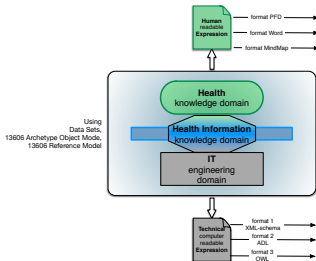 Human
readable
Expression
format PFD
format Word
format MindMap
Health
knowledge domain
Health Information
knowledge domain
IT
engineering
domain
Using
Data Sets,
13606 Archetype Object Mode,
13606 Reference Model
Technical
computer
readable
Expression
format 1
XML-schema
format 2
ADL
format 3
OWL